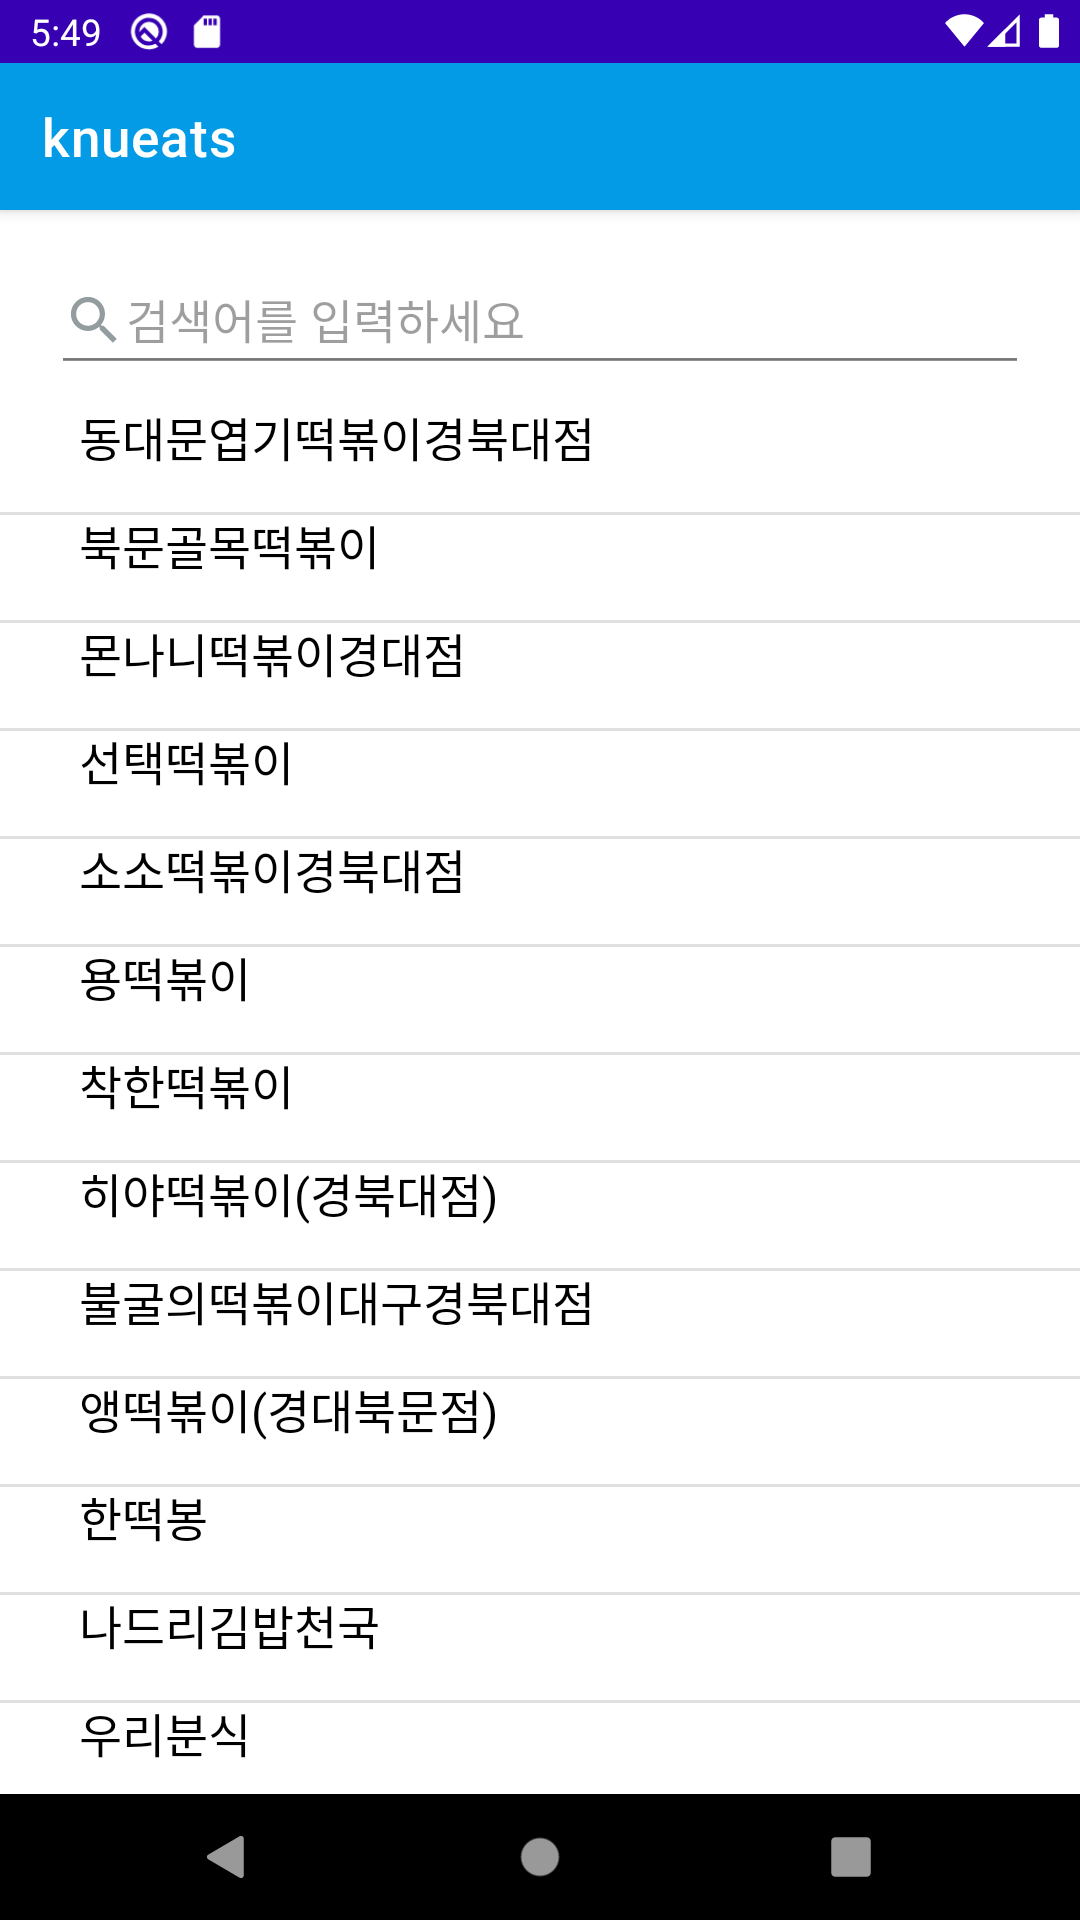 5:49
knueats
검색어를 입력하세요
동대문엽기떡볶이경북대점
북문골목떡볶이
몬나니떡볶이경대점
선택떡볶이
소소떡볶이경북대점
용떡볶이
착한떡볶이
히야떡볶이(경북대점)
불굴의떡볶이대구경북대점
앵떡볶이(경대북문점)
한떡봉
나드리김밥천국
우리분식